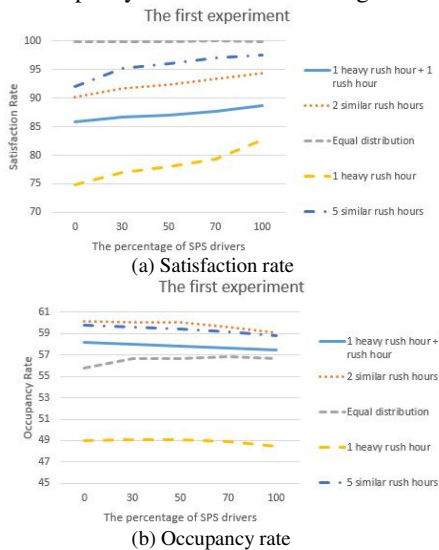 The first experiment
100
95
90
85
80
75
70
Satisfaction Rate
0 30 50 70 100
The percentage of SPS drivers
1 heavy rush hour + 1
rush hour
2 similar rush hours
Equal distribution
1 heavy rush hour
5 similar rush hours
(a) Satisfaction rate
The first experiment
61
59
57
55
53
51
49
47
45
Occupancy Rate
0 30 50 70 100
The percentage of SPS drivers
1 heavy rush hour +
rush hour
2 similar rush hours
Equal distribution
1 heavy rush hour
5 similar rush hours
(b) Occupancy rate